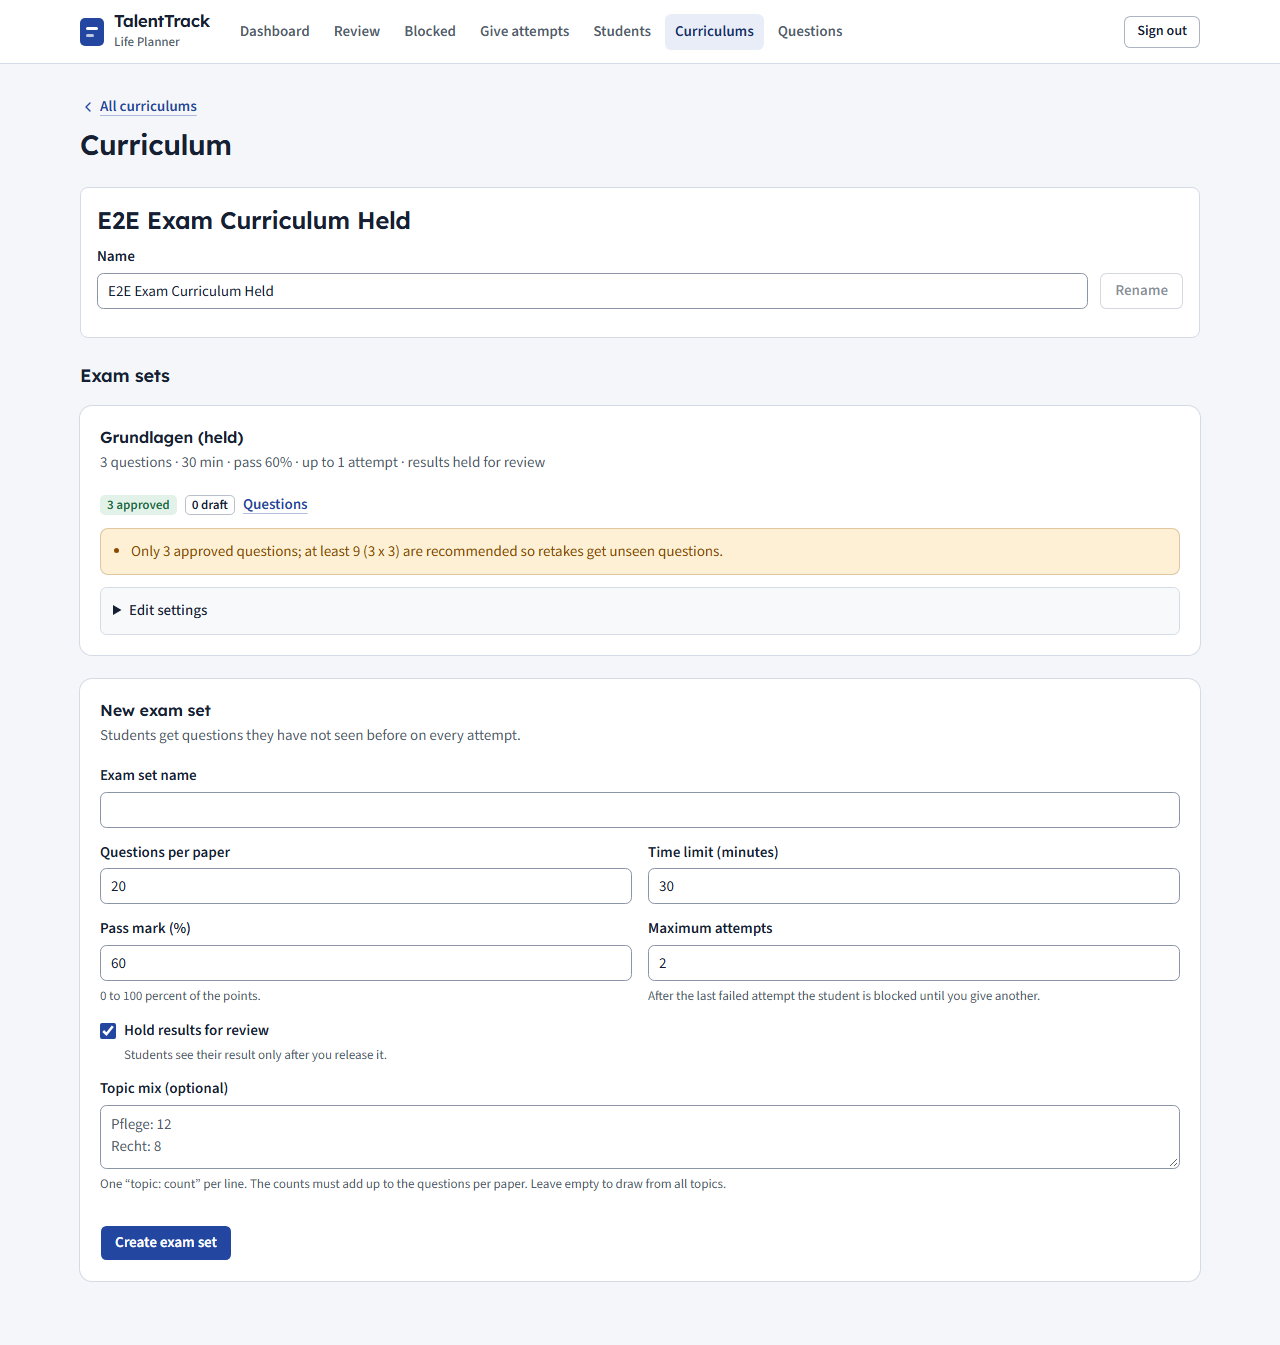 TalentTrack
Life Planner
Dashboard
Review
Blocked
Give attempts
Students
Curriculums
Questions
Sign out
All curriculums
Curriculum
E2E Exam Curriculum Held
Name
E2E Exam Curriculum Held
Rename
Exam sets
Grundlagen (held)
3 questions · 30 min · pass 60% · up to 1 attempt · results held for review
3 approved
0 draft
Questions
Only 3 approved questions; at least 9 (3 x 3) are recommended so retakes get unseen questions.
Edit settings
New exam set
Students get questions they have not seen before on every attempt.
Exam set name
Questions per paper
Time limit (minutes)
20
30
Pass mark (%)
Maximum attempts
60
2
0 to 100 percent of the points.
After the last failed attempt the student is blocked until you give another.
Hold results for review
Students see their result only after you release it.
Topic mix (optional)
Pflege: 12
Recht: 8
One “topic: count” per line. The counts must add up to the questions per paper. Leave empty to draw from all topics.
Create exam set